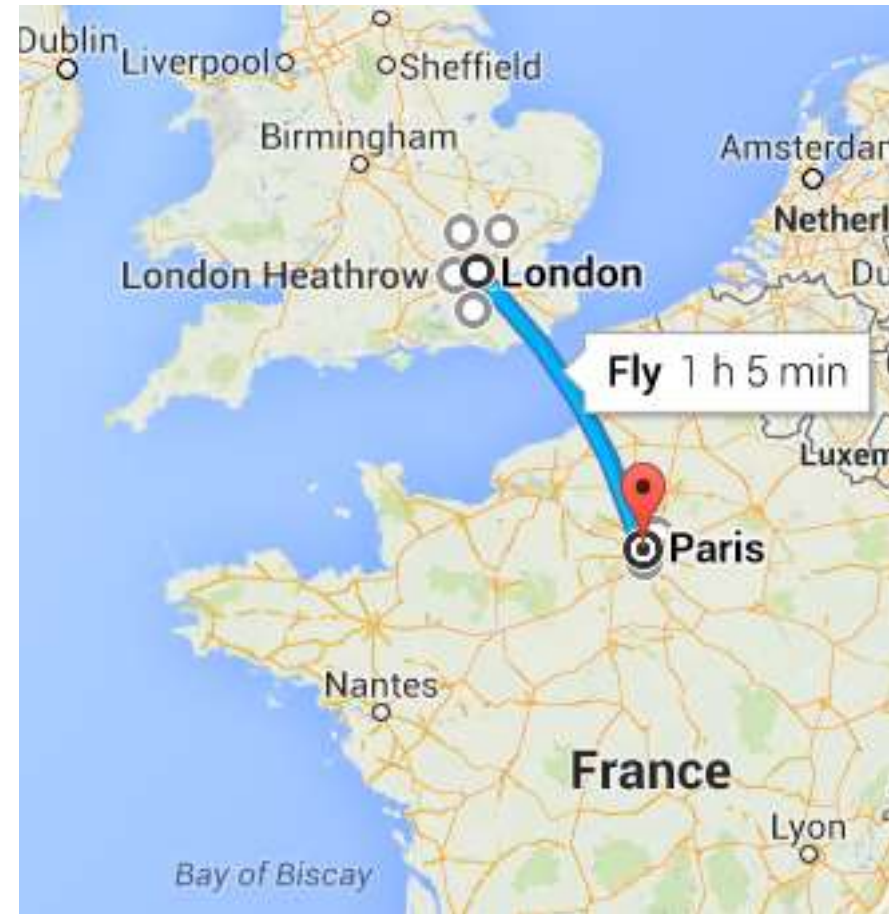 Dublin
Liverpool
Sheffield
Birmingham
Amsterdar
Netherl
London Heathrow
London
Du
Fly 1 h 5 min
Luxem
Paris
Nantes
France
Lyon
Bay of Biscay